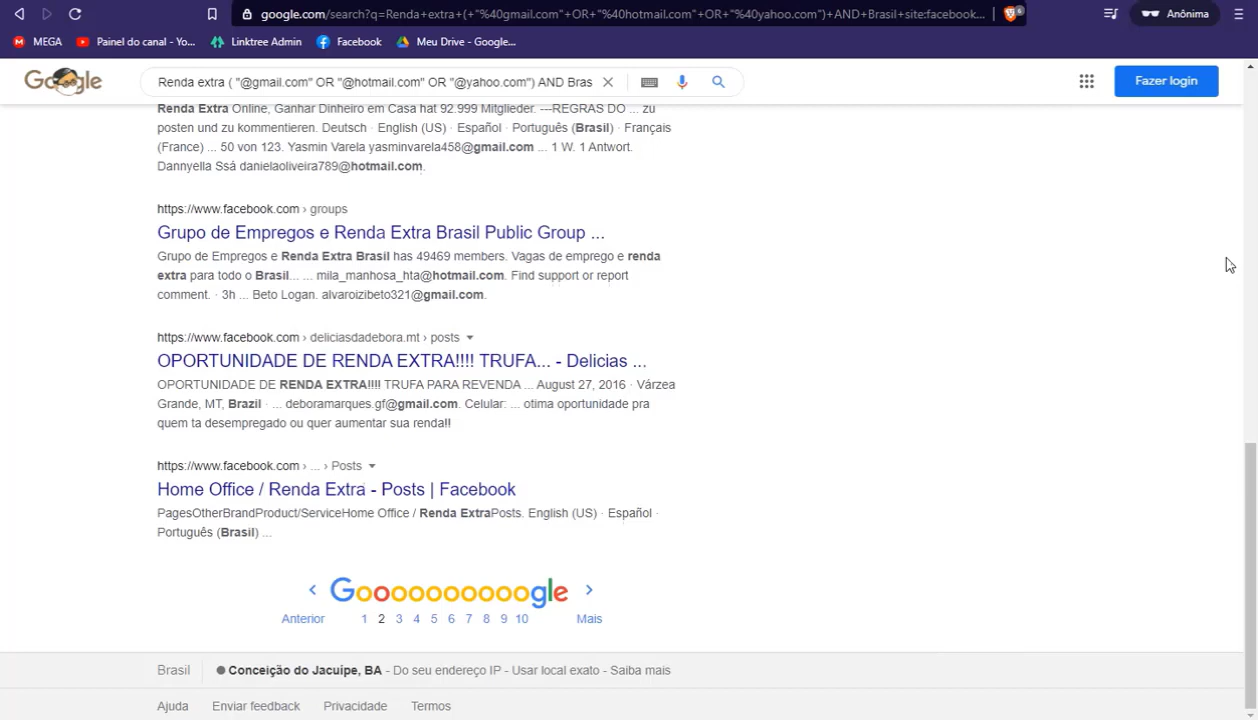 google.com/search?q=Renda+extra+(+"%40gmail.com"+OR+"%40hotmail.com"+OR+"%40yahoo.com")+AND+Brasil+site:facebook...
6
Anônima
MEGA
Painel do canal - Yo...
Linktree Admin
Facebook
Meu Drive - Google...
Google
Renda extra ( "@gmail.com" OR "@hotmail.com" OR "@yahoo.com") AND Bras
Fazer login
Renda Extra Online, Ganhar Dinheiro em Casa hat 92.999 Mitglieder. ---REGRAS DO ... zu
posten und zu kommentieren. Deutsch · English (US) · Español · Português (Brasil) · Français
(France) ... 50 von 123. Yasmin Varela yasminvarela458@gmail.com ... 1 W. 1 Antwort.
Dannyella Ssá danielaoliveira789@hotmail.com.
https://www.facebook.com › groups
Grupo de Empregos e Renda Extra Brasil Public Group ...
Grupo de Empregos e Renda Extra Brasil has 49469 members. Vagas de emprego e renda
extra para todo o Brasil... ... mila_manhosa_hta@hotmail.com. Find support or report
comment. · 3h ... Beto Logan. alvaroizibeto321@gmail.com.
https://www.facebook.com › deliciasdadebora.mt › posts
OPORTUNIDADE DE RENDA EXTRA!!!! TRUFA... - Delicias ...
OPORTUNIDADE DE RENDA EXTRA!!!! TRUFA PARA REVENDA ... August 27, 2016 · Várzea
Grande, MT, Brazil · ... deboramarques.gf@gmail.com. Celular: ... otima oportunidade pra
quem ta desempregado ou quer aumentar sua renda!!
https://www.facebook.com › ... › Posts
Home Office / Renda Extra - Posts | Facebook
PagesOtherBrandProduct/ServiceHome Office / Renda ExtraPosts. English (US) · Español ·
Português (Brasil) ...
Goooooooooogle
Anterior 1 2 3 4 5 6 7 8 9 10 Mais
Brasil
Conceição do Jacuípe, BA - Do seu endereço IP - Usar local exato - Saiba mais
Ajuda Enviar feedback Privacidade Termos